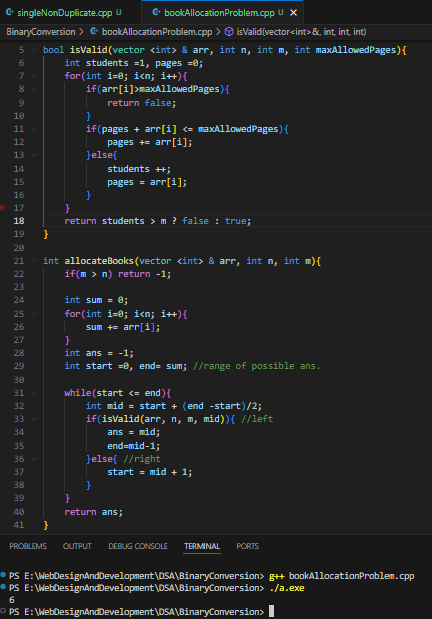 singleNonDuplicate.cpp U
bookAllocationProblem.cpp U ×
BinaryConversion > bookAllocationProblem.cpp > isValid(vector<int>&, int, int, int)
5 bool isValid(vector <int> & arr, int n, int m, int maxAllowedPages){
6 int students =1, pages =0;
7 for(int i=0; i<n; i++){
8 if(arr[i]>maxAllowedPages){
9 return false;
10 }
11 if(pages + arr[i] <= maxAllowedPages){
12 pages += arr[i];
13 }else{
14 students ++;
15 pages = arr[i];
16 }
17 }
18 return students > m ? false : true;
19 }
20
21 int allocateBooks(vector <int> & arr, int n, int m){
22 if(m > n) return -1;
23
24 int sum = 0;
25 for(int i=0; i<n; i++){
26 sum += arr[i];
27 }
28 int ans = -1;
29 int start =0, end= sum; //range of possible ans.
30
31 while(start <= end){
32 int mid = start + (end -start)/2;
33 if(isValid(arr, n, m, mid)){ //left
34 ans = mid;
35 end=mid-1;
36 }else{ //right
37 start = mid + 1;
38 }
39 }
40 return ans;
41 }
PROBLEMS OUTPUT DEBUG CONSOLE TERMINAL PORTS
PS E:\WebDesignAndDevelopment\DSA\BinaryConversion> g++ bookAllocationProblem.cpp
PS E:\WebDesignAndDevelopment\DSA\BinaryConversion> ./a.exe
6
PS E:\WebDesignAndDevelopment\DSA\BinaryConversion>